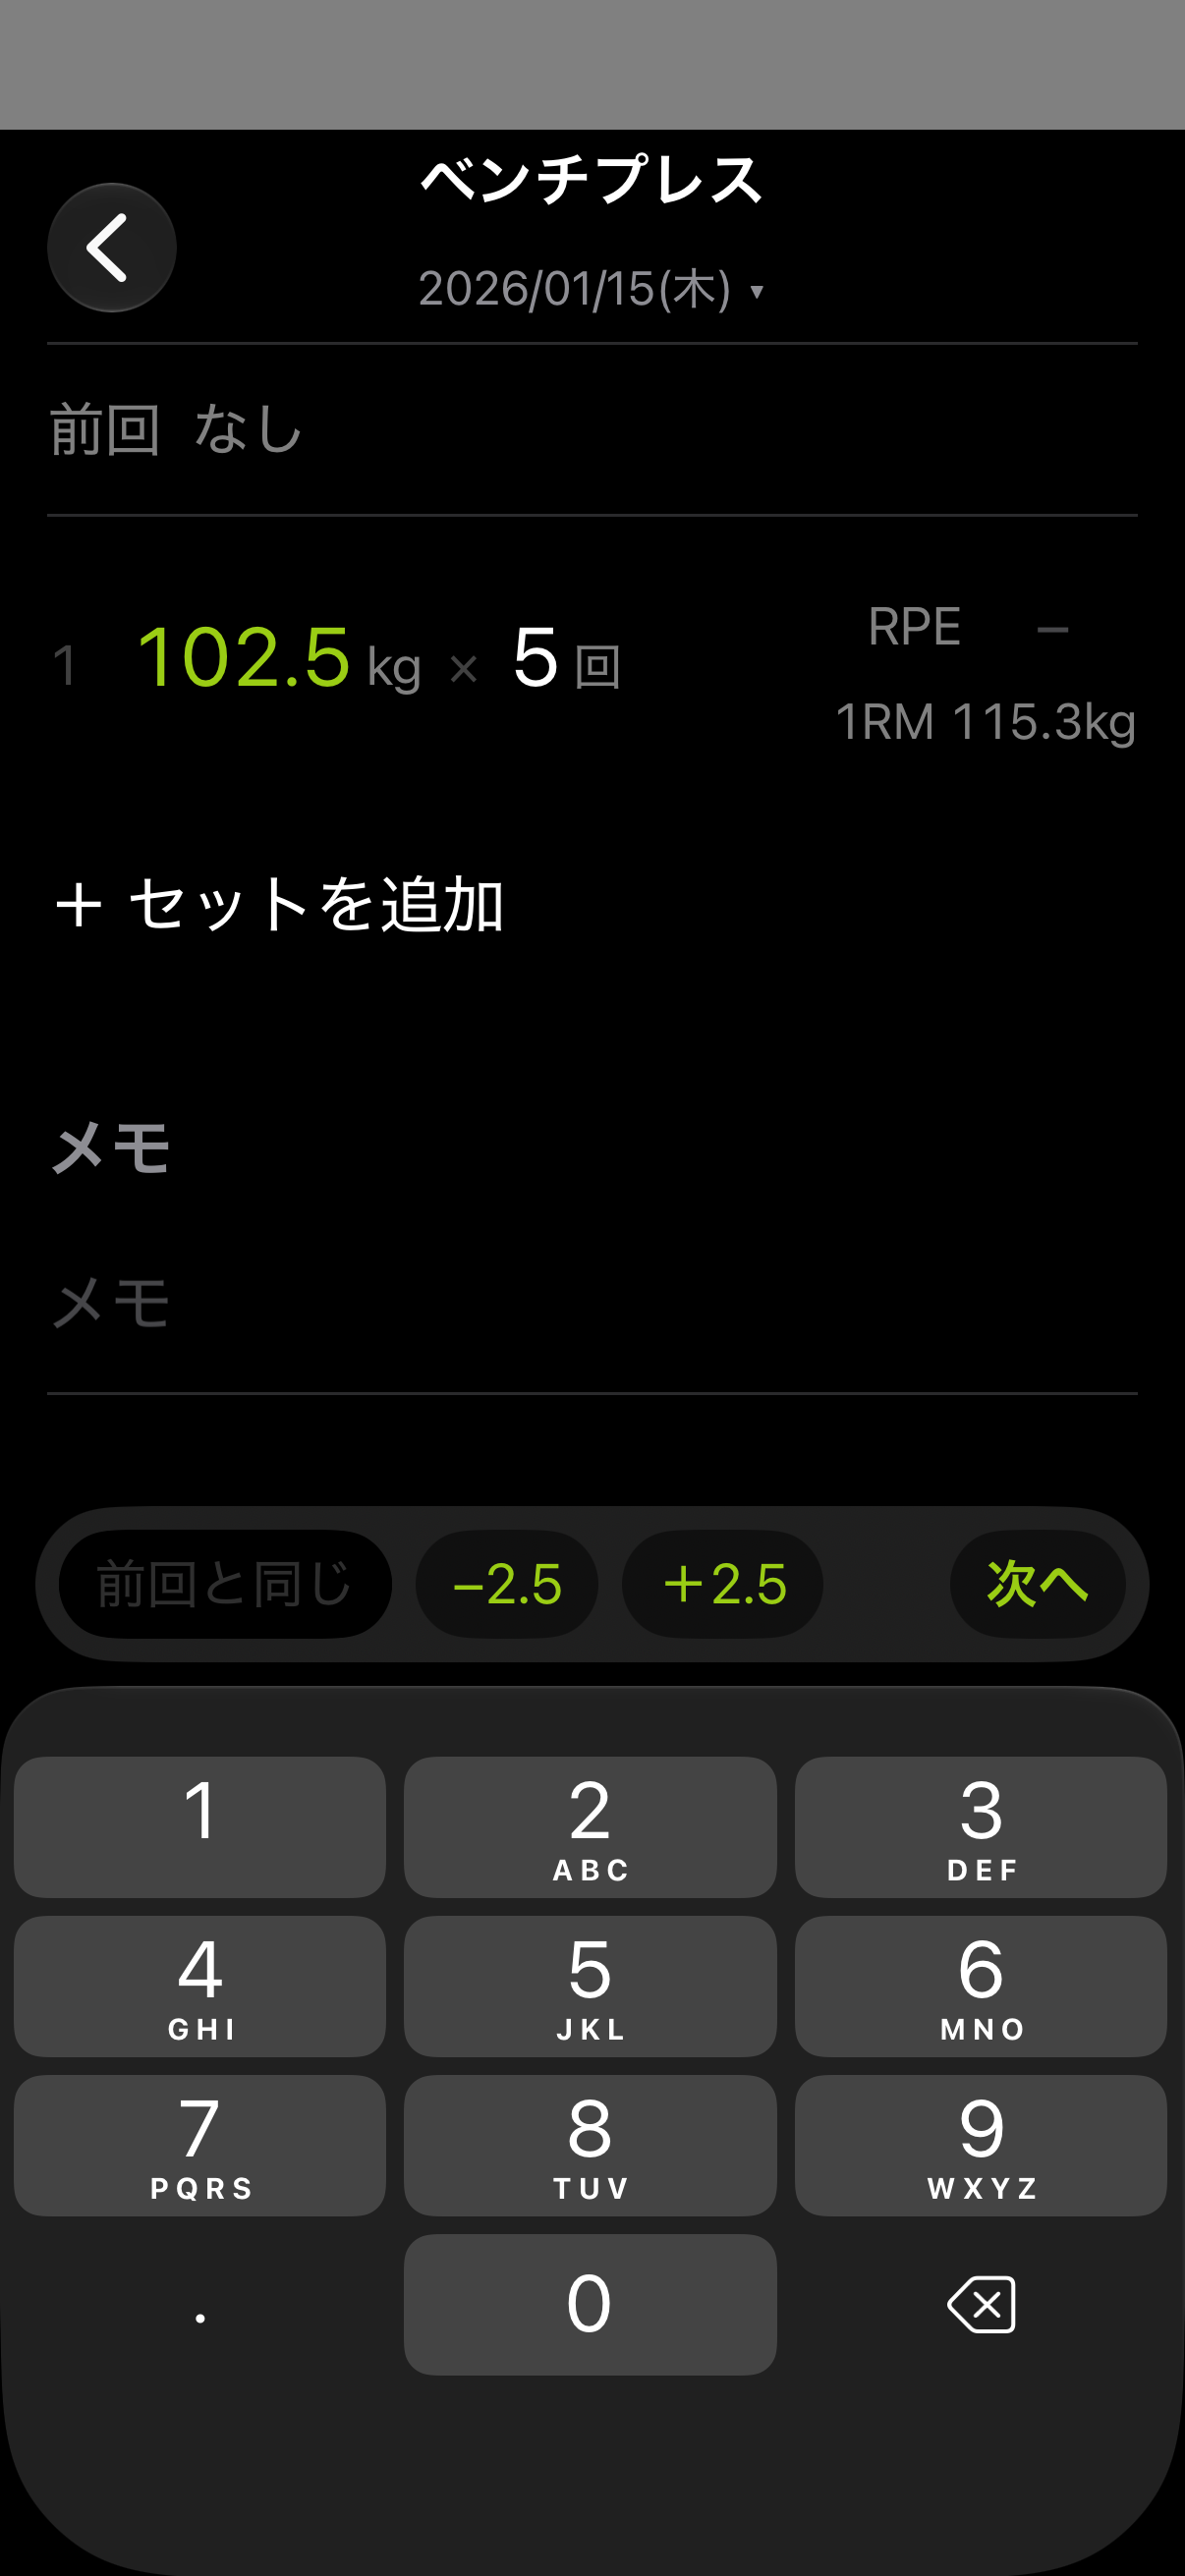 ベンチプレス
2026/01/15(木) ▼
前回 なし
1 102.5 kg × 5 回
RPE –
1RM 115.3kg
＋ セットを追加
メモ
メモ
前回と同じ –2.5 ＋2.5 次へ
1 2 3
ABC DEF
4 5 6
GHI JKL MNO
7 8 9
PQRS TUV WXYZ
. 0